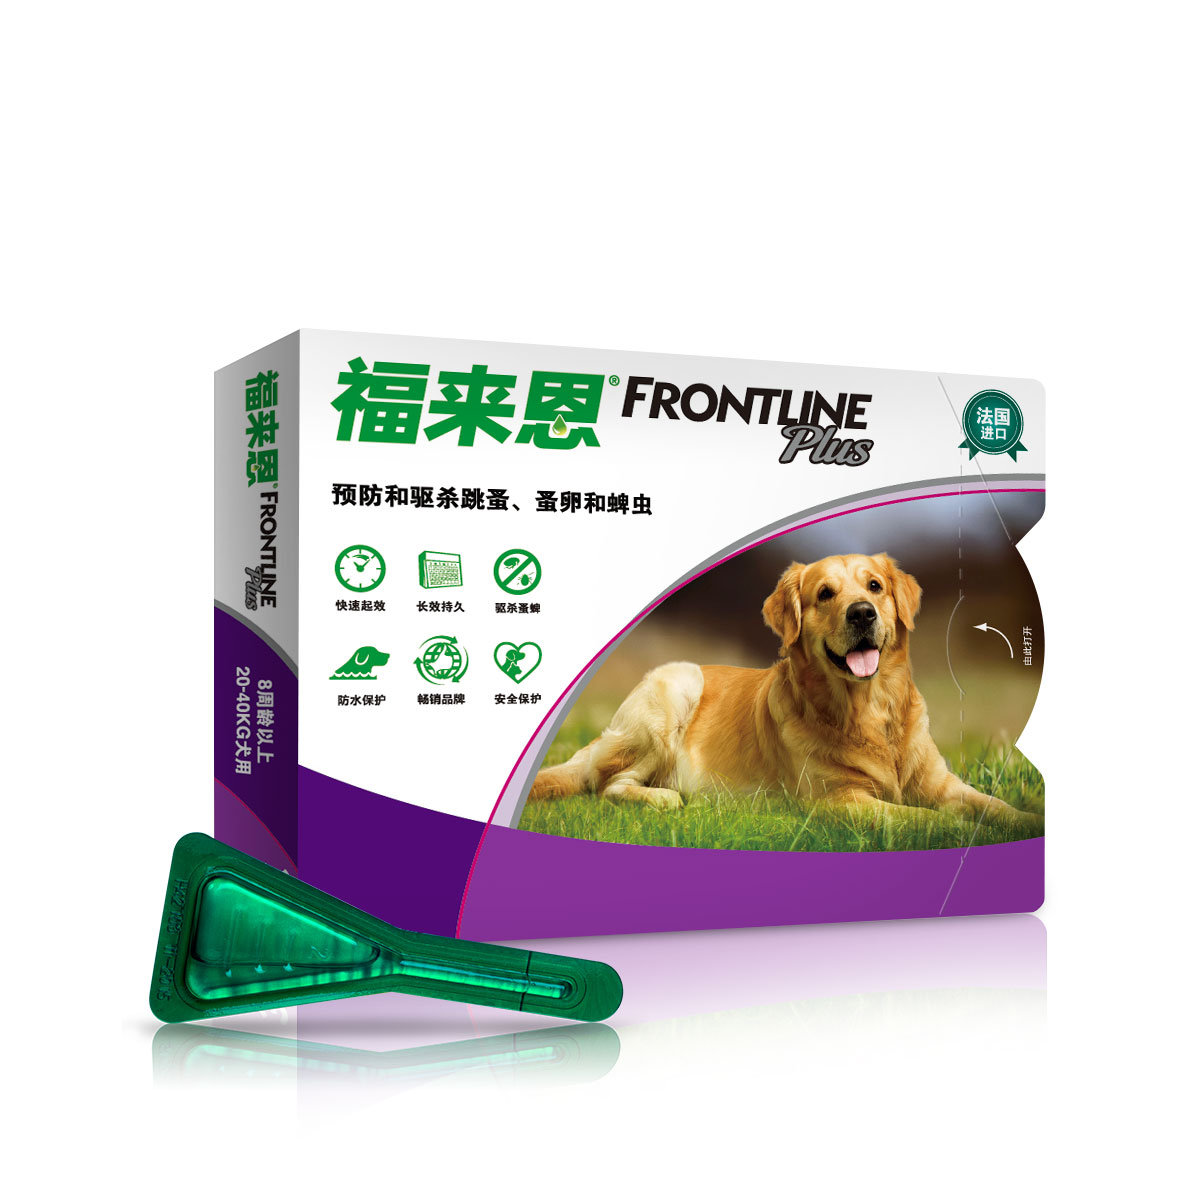 福来恩® FRONTLINE
Plus
法国
进口
预防和驱杀跳蚤、蚤卵和蜱虫
快速起效 长效持久 驱杀蚤蜱
防水保护 畅销品牌 安全保护
由此打开
福来恩® FRONTLINE
Plus
8周龄以上
20-40KG犬用